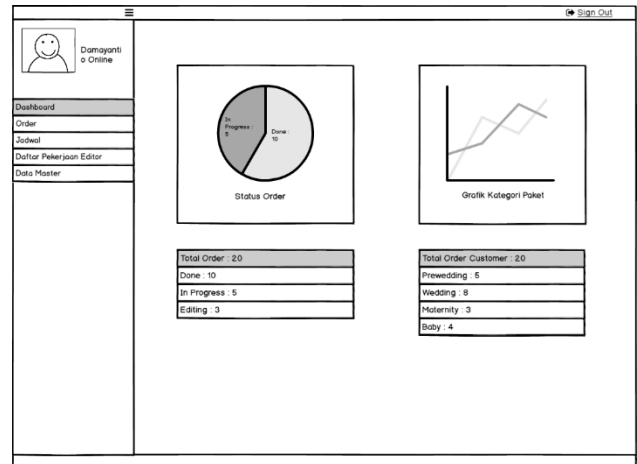 Sign Out
Damayanti
o Online
Dashboard
Order
Jadwal
Daftar Pekerjaan Editor
Data Master
In
Progress :
5
Done :
10
Status Order
Grafik Kategori Paket
Total Order : 20
Done : 10
In Progress : 5
Editing : 3
Total Order Customer : 20
Prewedding : 5
Wedding : 8
Maternity : 3
Baby : 4